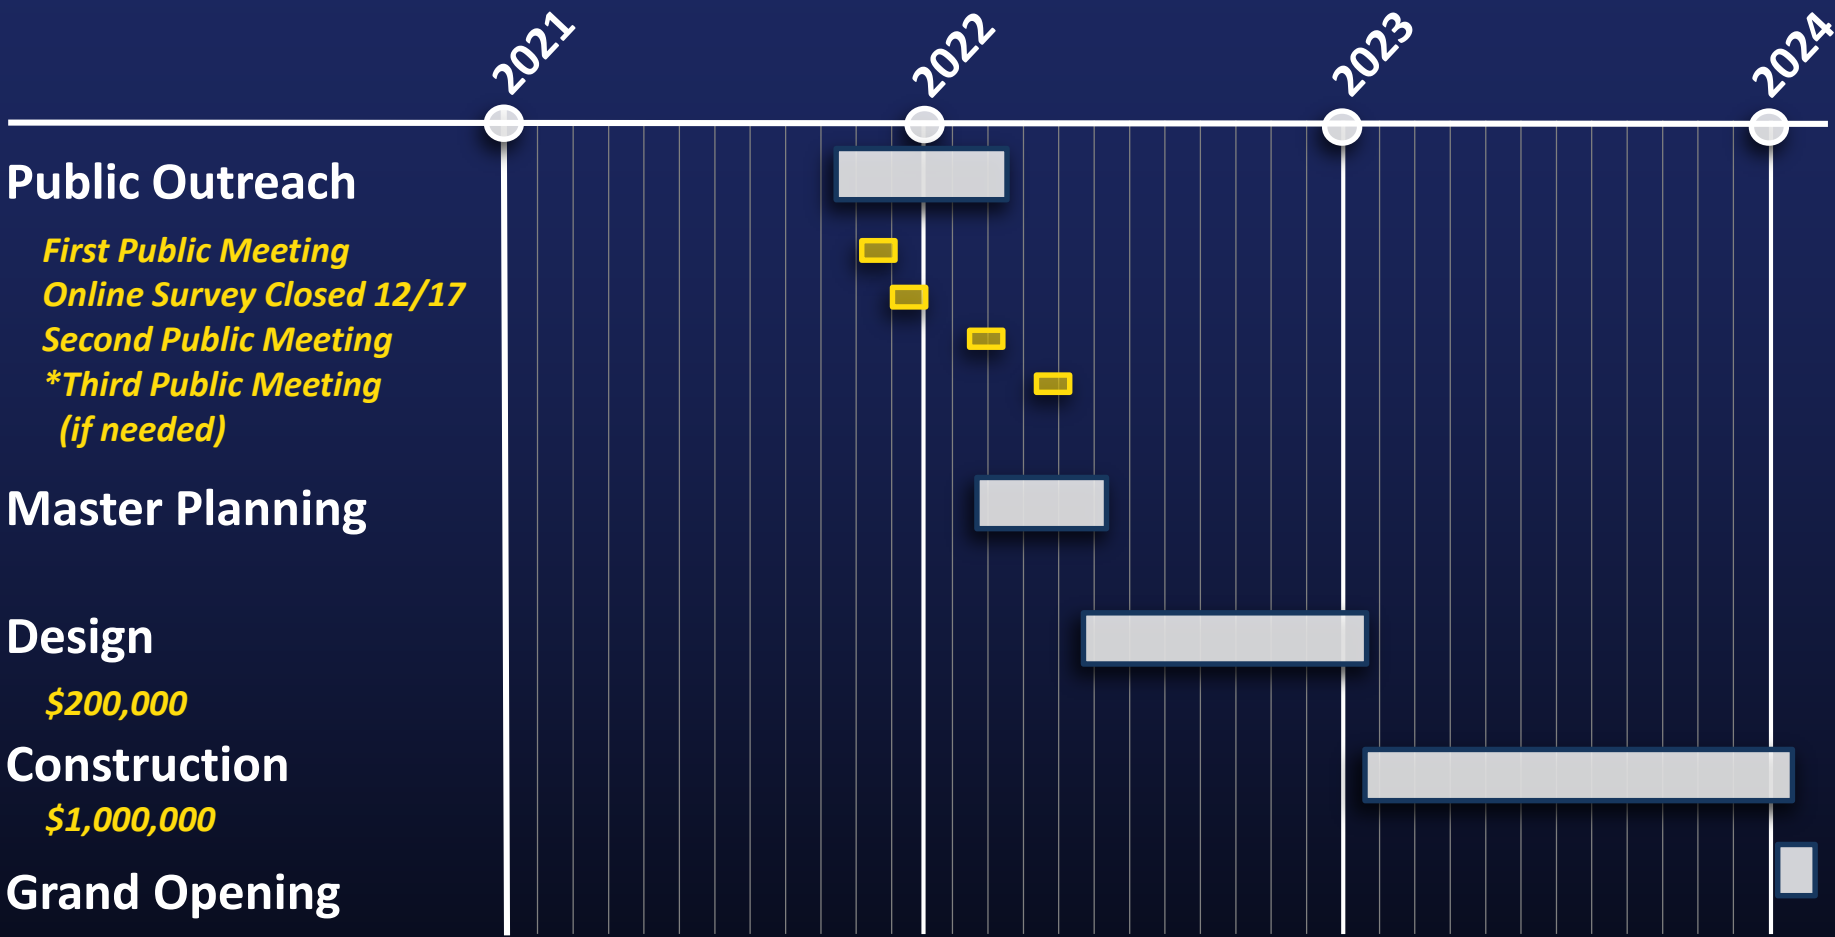 2021
2022
2023
2024
Public Outreach
First Public Meeting
Online Survey Closed 12/17
Second Public Meeting
*Third Public Meeting
(if needed)
Master Planning
Design
$200,000
Construction
$1,000,000
Grand Opening